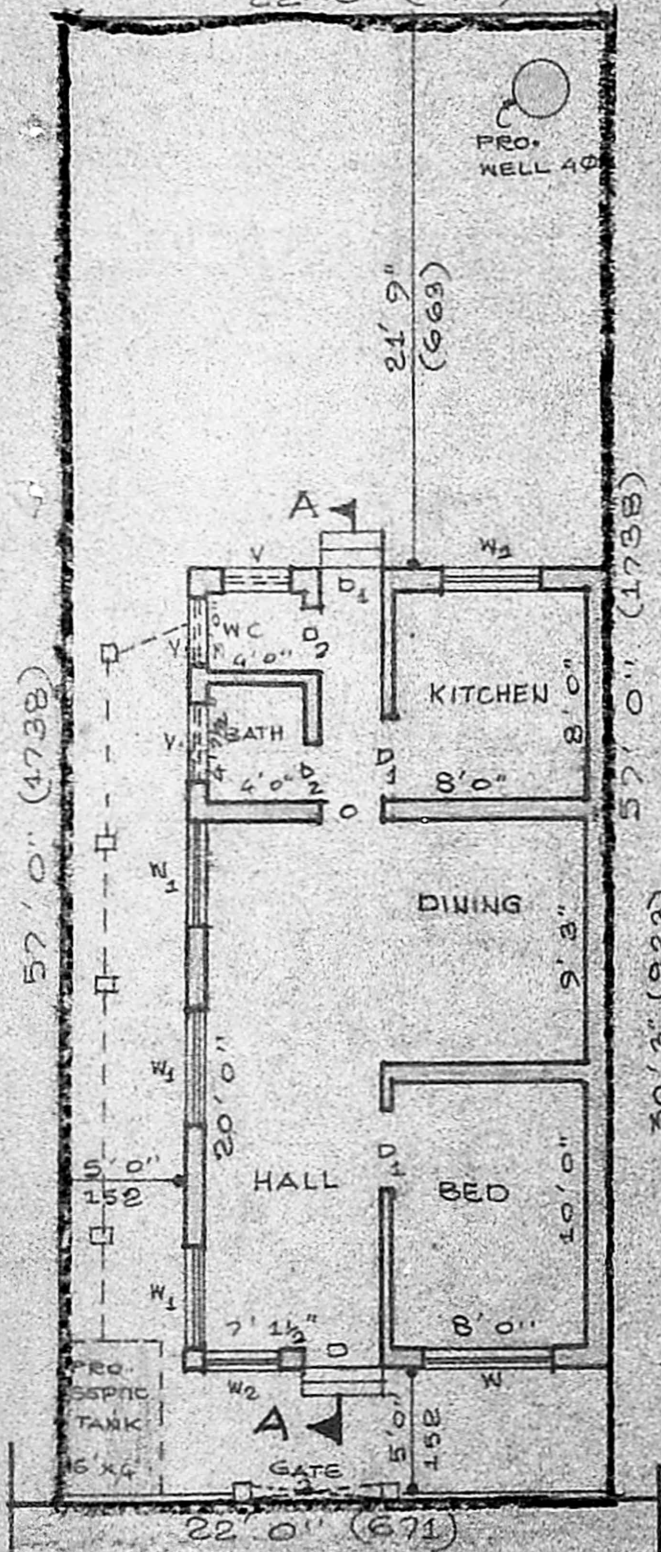 PRO.
WELL 4Φ
21' 9"
(663)
A
V
D1
W2
WC
D2
V
4'0"
KITCHEN
8'0"
57' 0" (1738)
V
BATH
4'0"
D2
D1
8'0"
O
57' 0" (1738)
W1
DINING
9' 3"
W1
20' 0"
5' 0"
152
HALL
D1
BED
10' 0"
W1
7' 1½"
D
8' 0"
W2
W
PRO.
SEPTIC
TANK
6'X4'
A
5' 0"
152
GATE
22' 0" (671)